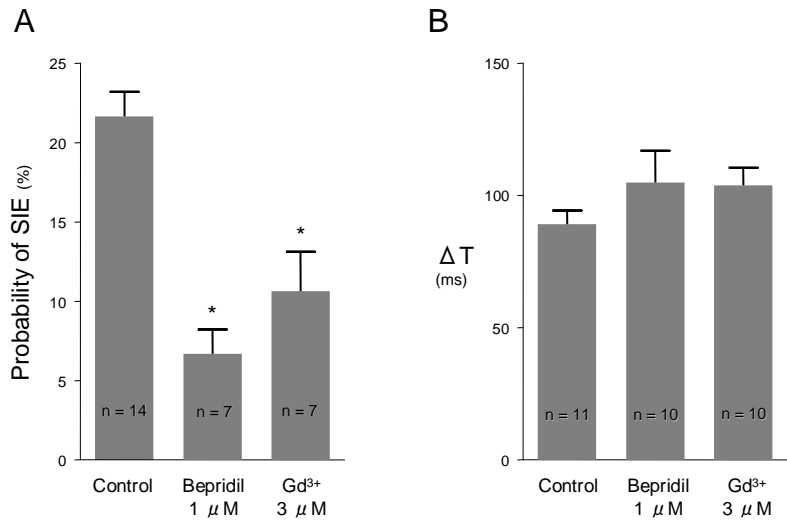 A
Probability of SIE (%)
25
20
15
10
5
0
*
*
n = 14
n = 7
n = 7
Control
Bepridil
1 μM
Gd³⁺
3 μM
B
ΔT
(ms)
150
100
50
0
n = 11
n = 10
n = 10
Control
Bepridil
1 μM
Gd³⁺
3 μM